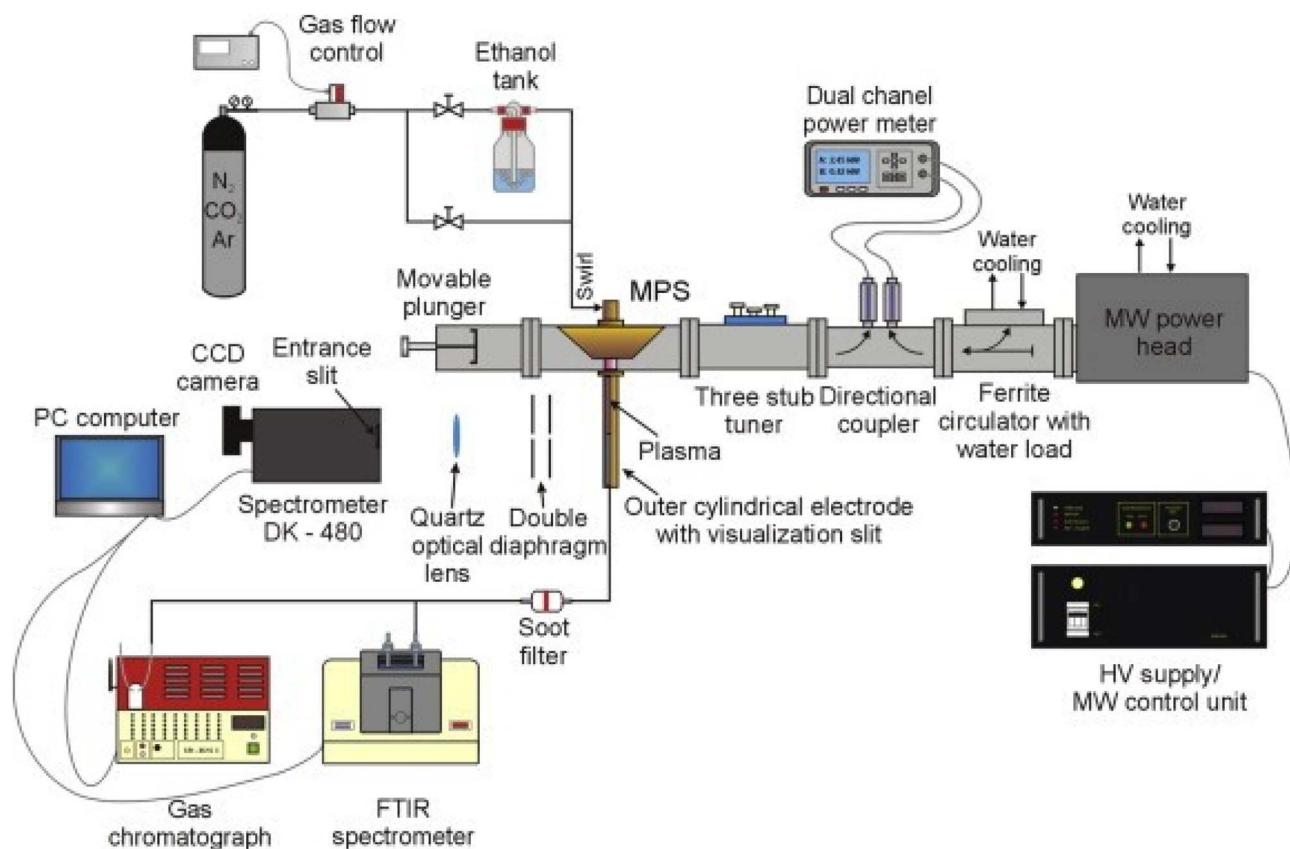 Gas flow
control
Ethanol
tank
Dual chanel
power meter
A: 2.45 MW
N2
CO2
Ar
Movable
plunger
Swirl
MPS
Water
cooling
Water
cooling
MW power
head
CCD
camera
Entrance
slit
PC computer
Spectrometer
DK - 480
Quartz
optical
lens
Double
diaphragm
Plasma
Outer cylindrical electrode
with visualization slit
Three stub
tuner
Directional
coupler
Ferrite
circulator with
water load
Soot
filter
HV supply/
MW control unit
Gas
chromatograph
FTIR
spectrometer